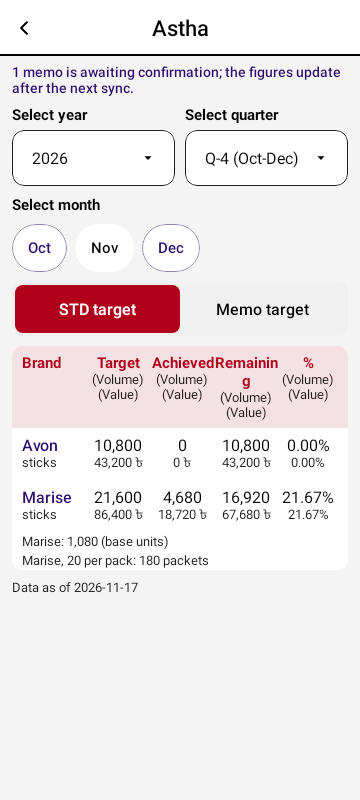 Astha
1 memo is awaiting confirmation; the figures update
after the next sync.
Select year
Select quarter
2026
Q-4 (Oct-Dec)
Select month
Oct
Nov
Dec
STD target
Memo target
Brand
Target
(Volume)
(Value)
Achieved
(Volume)
(Value)
Remainin
g
(Volume)
(Value)
%
(Volume)
(Value)
Avon 10,800 0 10,800 0.00%
sticks 43,200 ৳ 0 ৳ 43,200 ৳ 0.00%
Marise 21,600 4,680 16,920 21.67%
sticks 86,400 ৳ 18,720 ৳ 67,680 ৳ 21.67%
Marise: 1,080 (base units)
Marise, 20 per pack: 180 packets
Data as of 2026-11-17